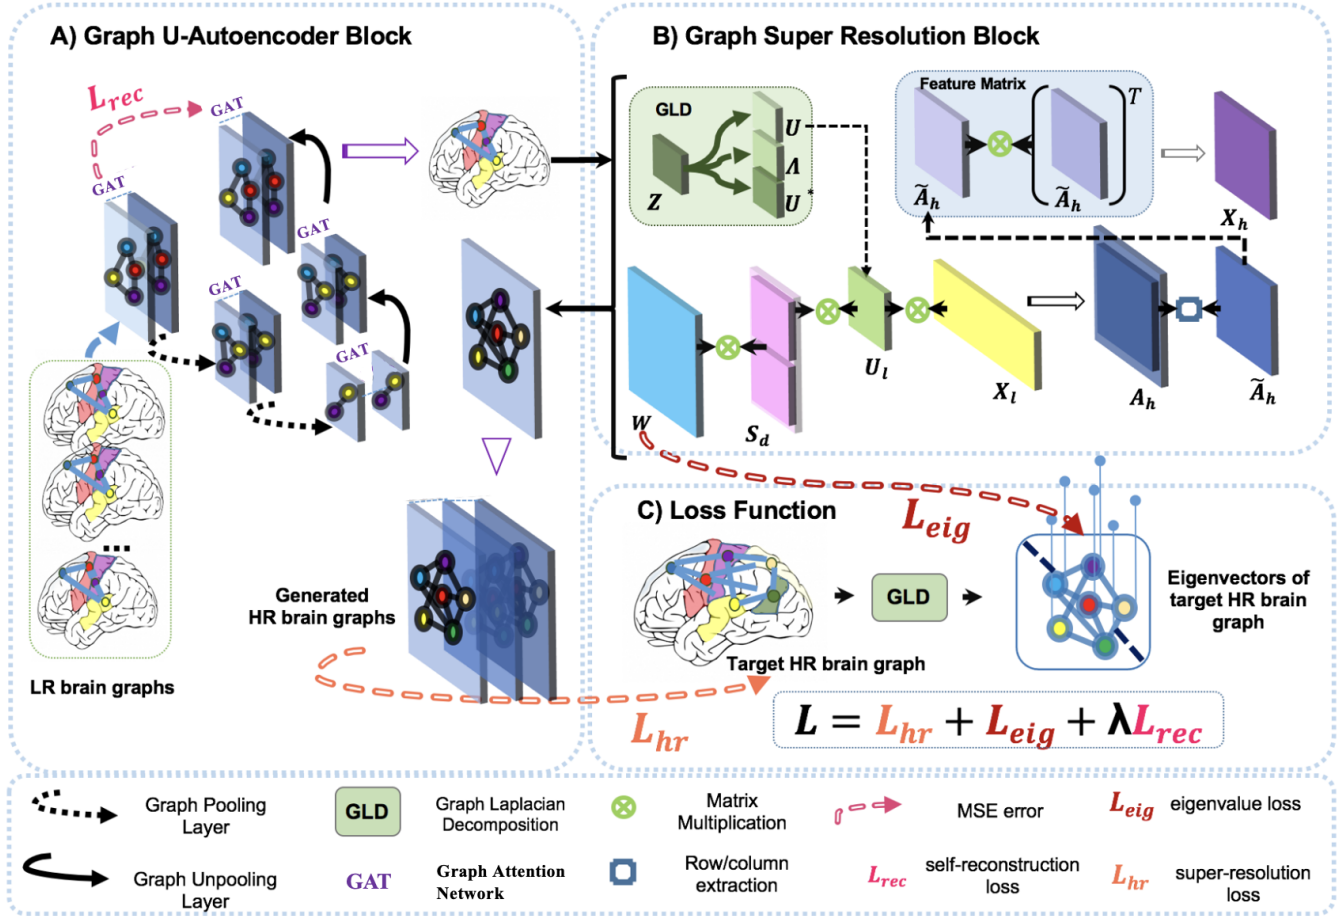 A) Graph U-Autoencoder Block
L_rec
GAT
GAT
GAT
GAT
GAT
LR brain graphs
Generated
HR brain graphs
L_hr
B) Graph Super Resolution Block
GLD
Z
U
Λ
U*
Feature Matrix
T
Ã_h
Ã_h
X_h
W
S_d
U_l
X_l
A_h
Ã_h
L_eig
C) Loss Function
GLD
Target HR brain graph
Eigenvectors of
target HR brain
graph
L = L_hr + L_eig + λL_rec
Graph Pooling
Layer
GLD
Graph Laplacian
Decomposition
Matrix
Multiplication
MSE error
L_eig eigenvalue loss
Graph Unpooling
Layer
GAT
Graph Attention
Network
Row/column
extraction
L_rec self-reconstruction
loss
L_hr super-resolution
loss